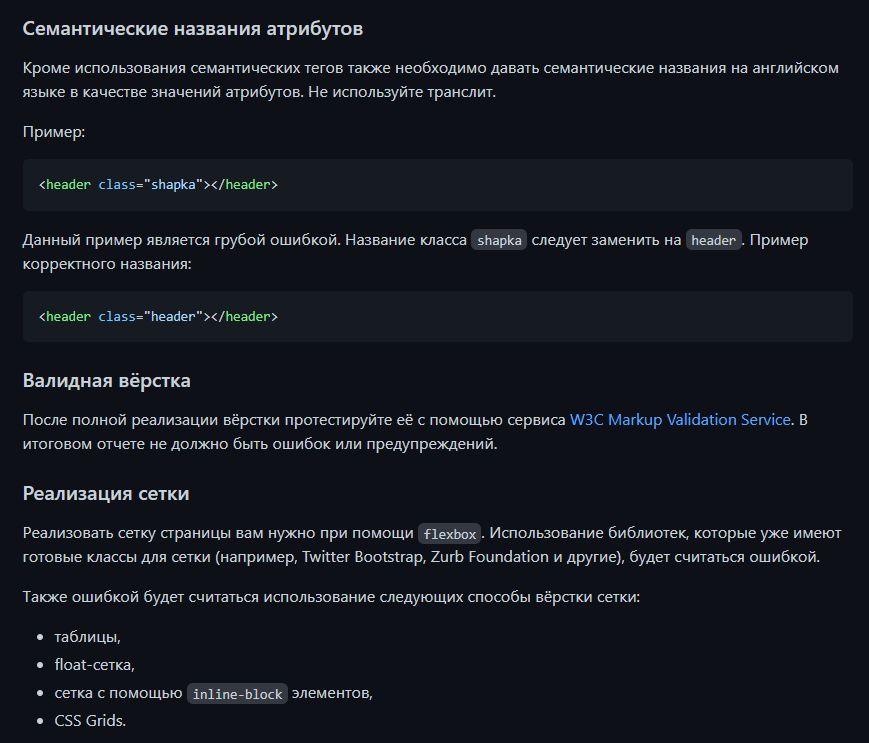 Семантические названия атрибутов
Кроме использования семантических тегов также необходимо давать семантические названия на английском
языке в качестве значений атрибутов. Не используйте транслит.
Пример:
<header class="shapka"></header>
Данный пример является грубой ошибкой. Название класса shapka следует заменить на header. Пример
корректного названия:
<header class="header"></header>
Валидная вёрстка
После полной реализации вёрстки протестируйте её с помощью сервиса W3C Markup Validation Service. В
итоговом отчете не должно быть ошибок или предупреждений.
Реализация сетки
Реализовать сетку страницы вам нужно при помощи flexbox. Использование библиотек, которые уже имеют
готовые классы для сетки (например, Twitter Bootstrap, Zurb Foundation и другие), будет считаться ошибкой.
Также ошибкой будет считаться использование следующих способы вёрстки сетки:
• таблицы,
• float-сетка,
• сетка с помощью inline-block элементов,
• CSS Grids.